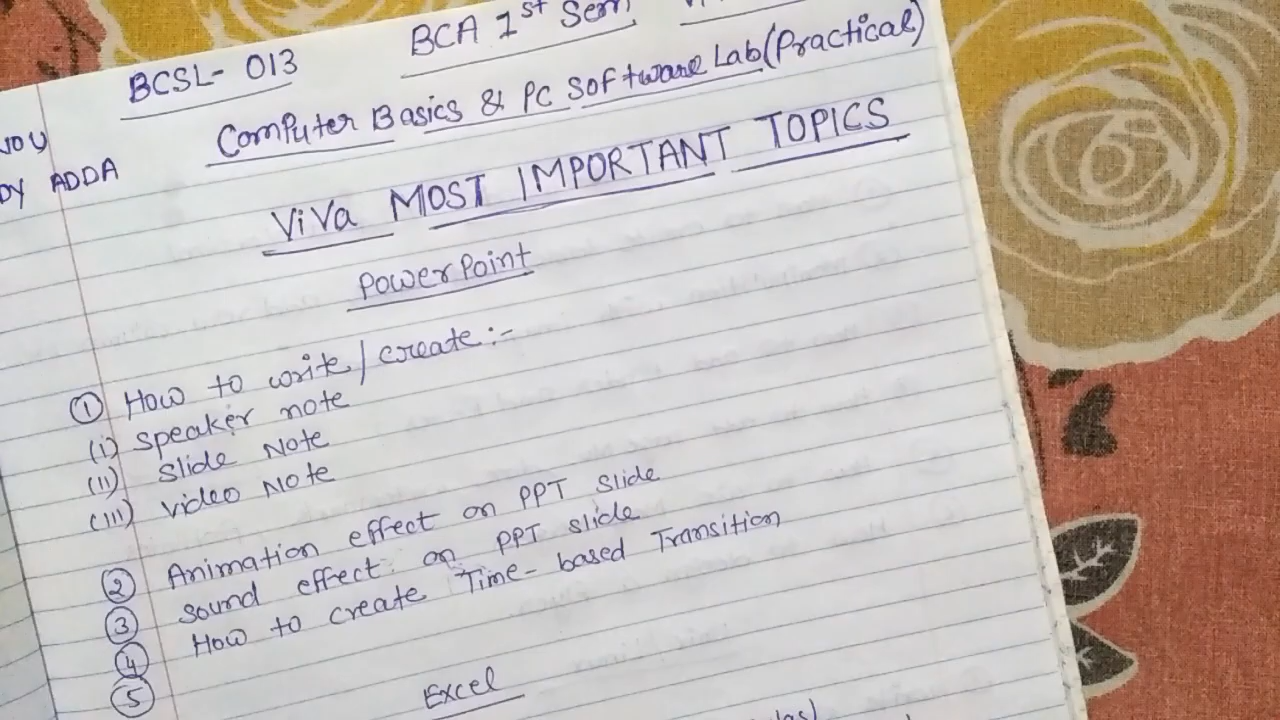 BCSL-013 BCA 1st Sem
Computer Basics & PC Software Lab(Practical)
ADDA
ViVa MOST IMPORTANT TOPICS
PowerPoint
① How to write / create :-
(i) Speaker note
(ii) Slide Note
(iii) Video Note
② Animation effect on PPT slide
③ Sound effect on PPT slide
④ How to create Time-based Transition
⑤
Excel